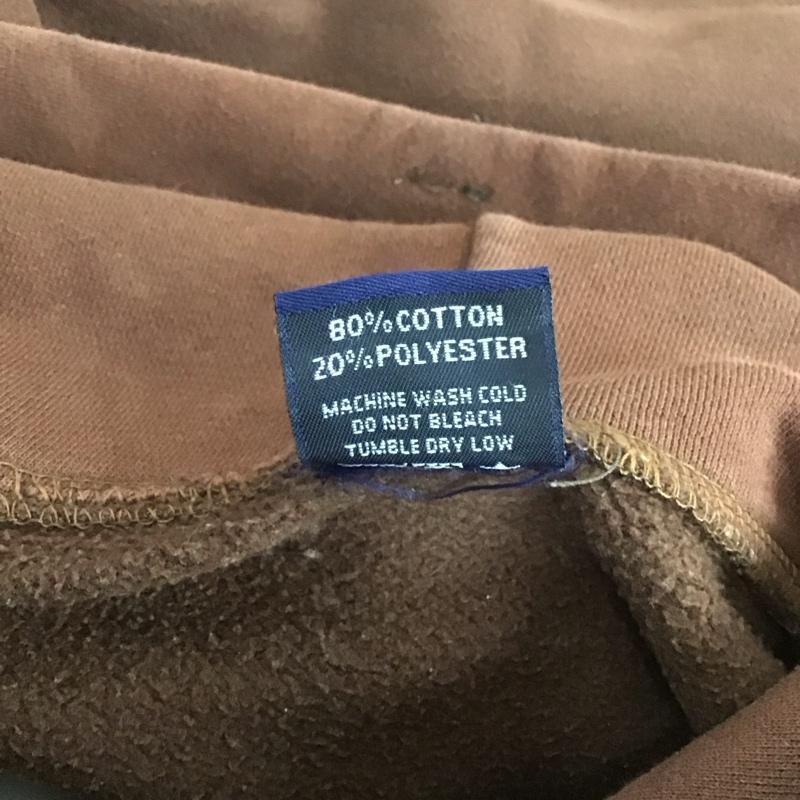 80% COTTON
20% POLYESTER
MACHINE WASH COLD
DO NOT BLEACH
TUMBLE DRY LOW